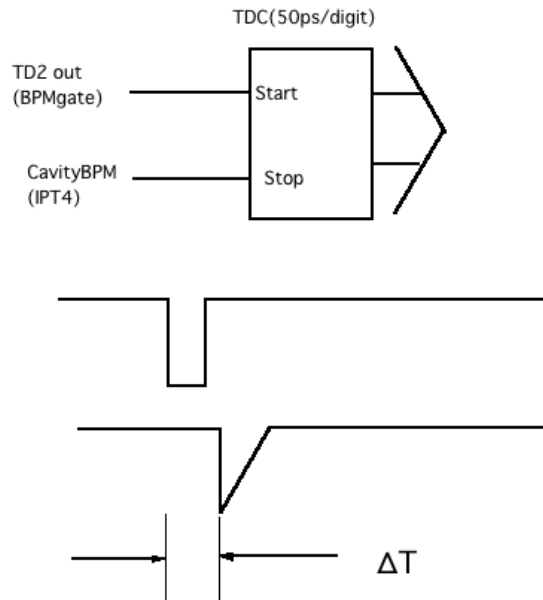 TDC(50ps/digit)
TD2 out
(BPMgate)
Start
CavityBPM
(IPT4)
Stop
ΔT